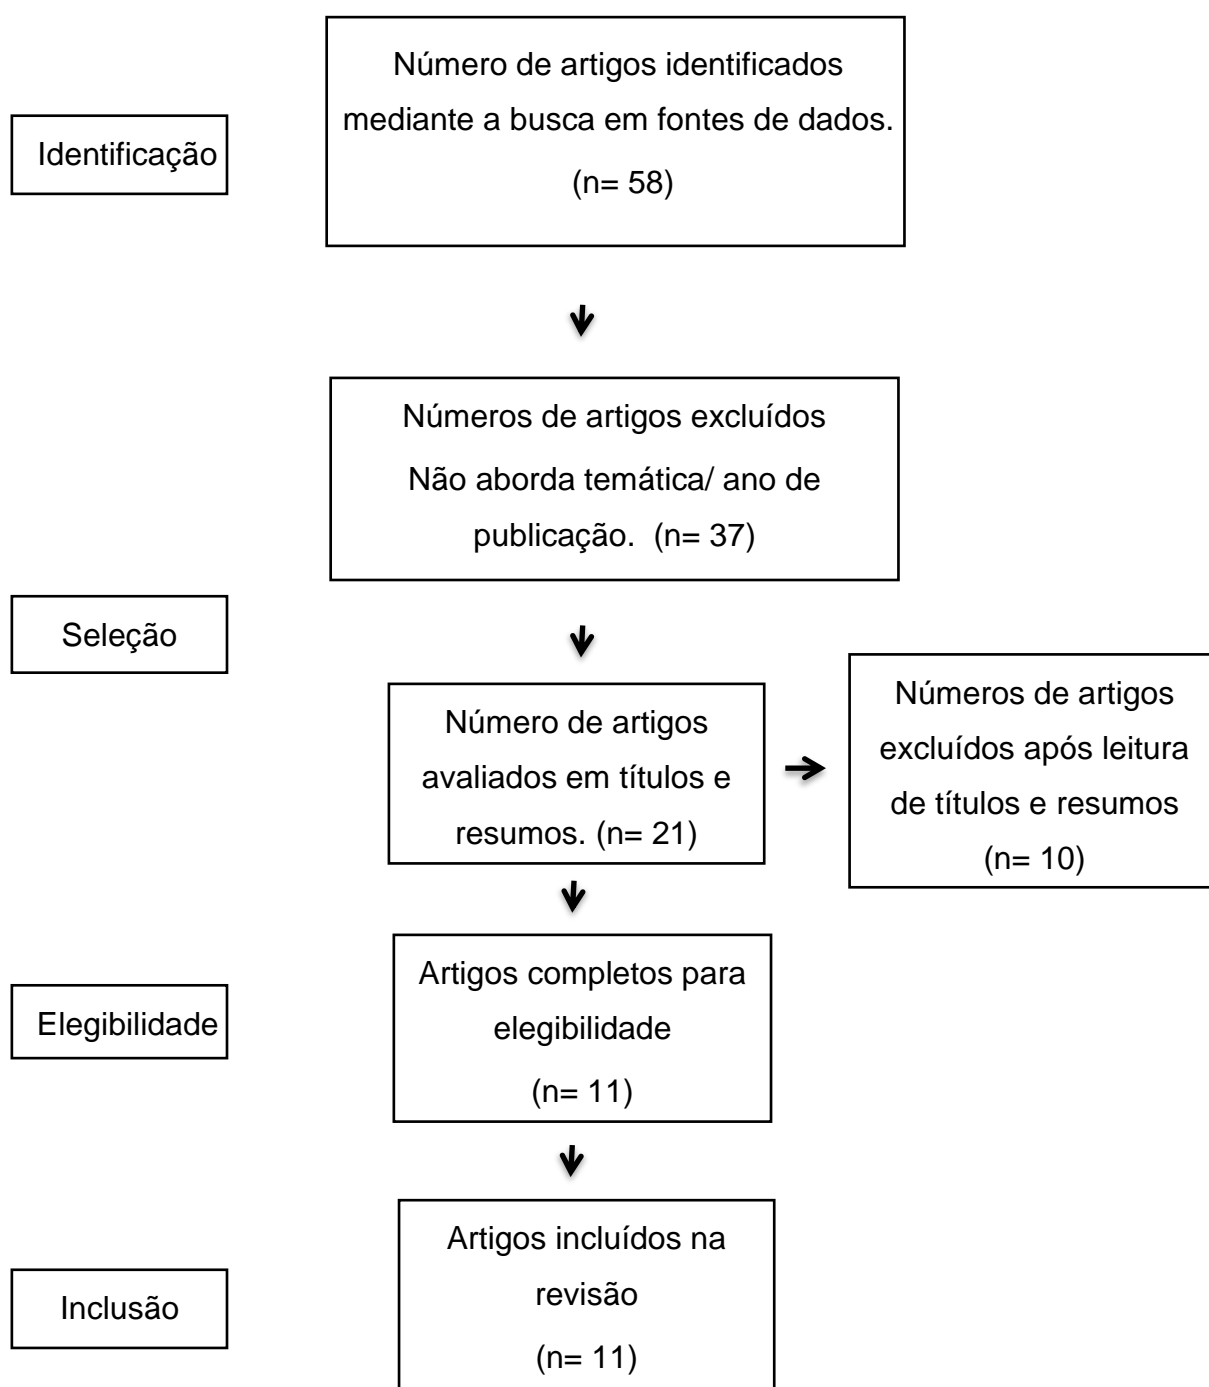 Número de artigos identificados
mediante a busca em fontes de dados.
(n= 58)
Identificação
Números de artigos excluídos
Não aborda temática/ ano de
publicação.  (n= 37)
Seleção
Número de artigos
avaliados em títulos e
resumos. (n= 21)
Números de artigos
excluídos após leitura
de títulos e resumos
(n= 10)
Elegibilidade
Artigos completos para
elegibilidade
(n= 11)
Inclusão
Artigos incluídos na
revisão
(n= 11)